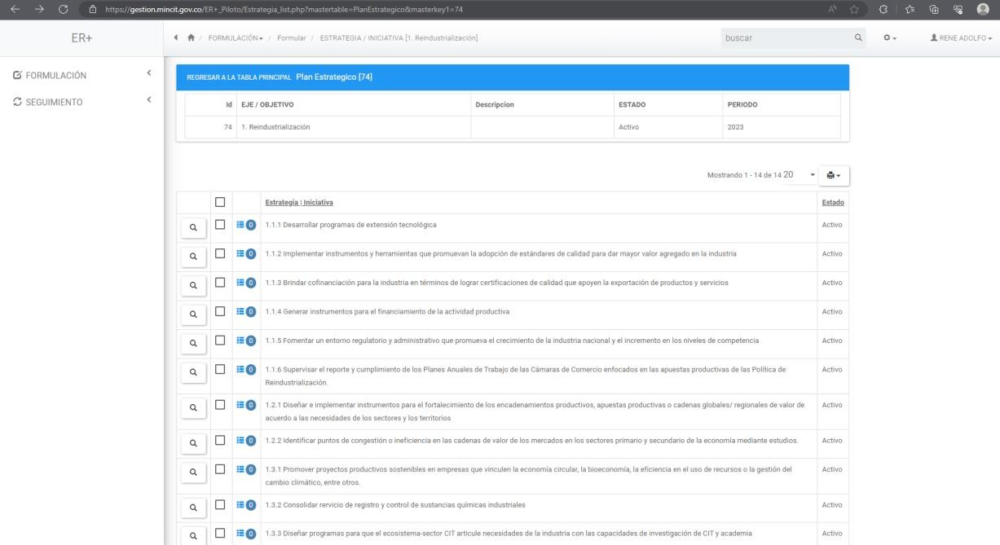 https://gestion.mincit.gov.co/ER+_Piloto/Estrategia_list.php?mastertable=PlanEstrategico&masterkey1=74
ER+
FORMULACIÓN / Formular / ESTRATEGIA / INICIATIVA [1. Reindustrialización]
buscar
RENE ADOLFO
FORMULACIÓN
SEGUIMIENTO
REGRESAR A LA TABLA PRINCIPAL Plan Estrategico [74]
Id EJE / OBJETIVO Descripcion ESTADO PERIODO
74 1. Reindustrialización Activo 2023
Mostrando 1 - 14 de 14 20
Estrategia | Iniciativa Estado
0 1.1.1 Desarrollar programas de extensión tecnológica Activo
0 1.1.2 Implementar instrumentos y herramientas que promuevan la adopción de estándares de calidad para dar mayor valor agregado en la industria Activo
0 1.1.3 Brindar cofinanciación para la industria en términos de lograr certificaciones de calidad que apoyen la exportación de productos y servicios Activo
0 1.1.4 Generar instrumentos para el financiamiento de la actividad productiva Activo
0 1.1.5 Fomentar un entorno regulatorio y administrativo que promueva el crecimiento de la industria nacional y el incremento en los niveles de competencia Activo
0 1.1.6 Supervisar el reporte y cumplimiento de los Planes Anuales de Trabajo de las Cámaras de Comercio enfocados en las apuestas productivas de las Política de Activo
Reindustrialización.
0 1.2.1 Diseñar e implementar instrumentos para el fortalecimiento de los encadenamientos productivos, apuestas productivas o cadenas globales/ regionales de valor de Activo
acuerdo a las necesidades de los sectores y los territorios
0 1.2.2 Identificar puntos de congestión o ineficiencia en las cadenas de valor de los mercados en los sectores primario y secundario de la economía mediante estudios. Activo
0 1.3.1 Promover proyectos productivos sostenibles en empresas que vinculen la economía circular, la bioeconomía, la eficiencia en el uso de recursos o la gestión del Activo
cambio climático, entre otros.
0 1.3.2 Consolidar rervicio de registro y control de sustancias químicas industriales Activo
0 1.3.3 Diseñar programas para que el ecosistema-sector CIT articule necesidades de la industria con las capacidades de investigación de CIT y academia Activo